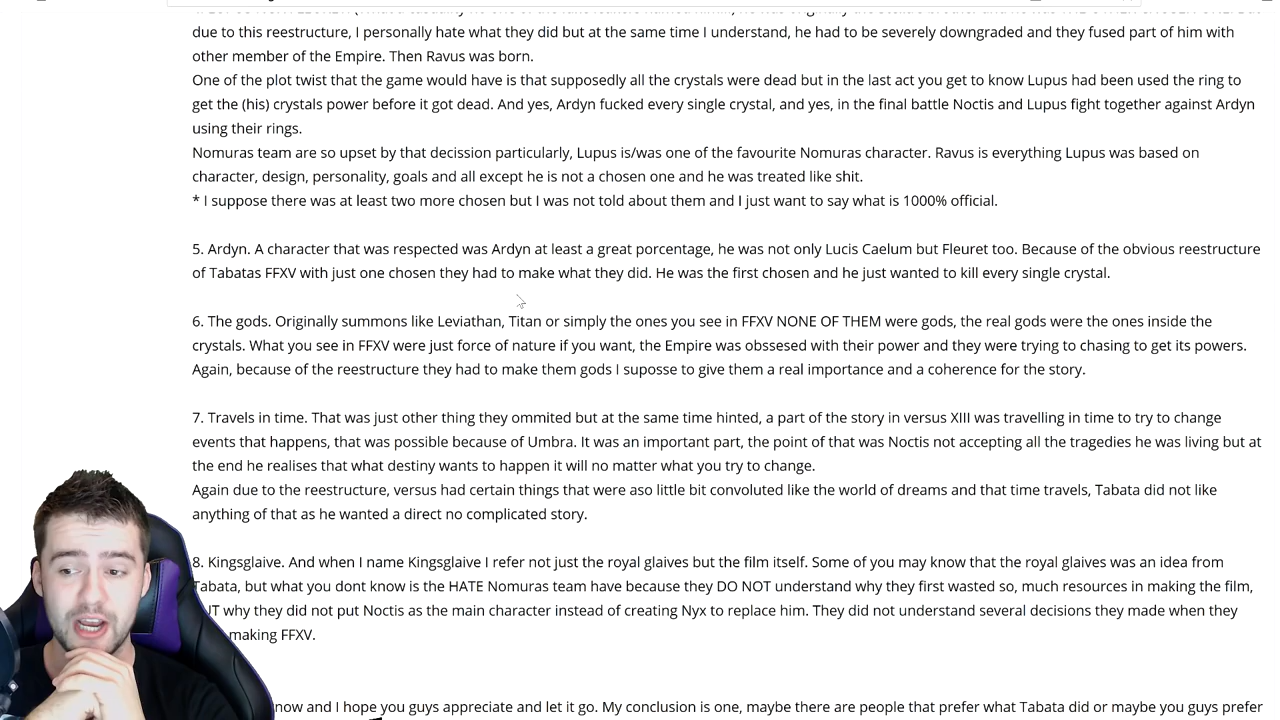 due to this reestructure, I personally hate what they did but at the same time I understand, he had to be severely downgraded and they fused part of him with
other member of the Empire. Then Ravus was born.
One of the plot twist that the game would have is that supposedly all the crystals were dead but in the last act you get to know Lupus had been used the ring to
get the (his) crystals power before it got dead. And yes, Ardyn fucked every single crystal, and yes, in the final battle Noctis and Lupus fight together against Ardyn
using their rings.
Nomuras team are so upset by that decission particularly, Lupus is/was one of the favourite Nomuras character. Ravus is everything Lupus was based on
character, design, personality, goals and all except he is not a chosen one and he was treated like shit.
* I suppose there was at least two more chosen but I was not told about them and I just want to say what is 1000% official.
5. Ardyn. A character that was respected was Ardyn at least a great porcentage, he was not only Lucis Caelum but Fleuret too. Because of the obvious reestructure
of Tabatas FFXV with just one chosen they had to make what they did. He was the first chosen and he just wanted to kill every single crystal.
6. The gods. Originally summons like Leviathan, Titan or simply the ones you see in FFXV NONE OF THEM were gods, the real gods were the ones inside the
crystals. What you see in FFXV were just force of nature if you want, the Empire was obssesed with their power and they were trying to chasing to get its powers.
Again, because of the reestructure they had to make them gods I suposse to give them a real importance and a coherence for the story.
7. Travels in time. That was just other thing they ommited but at the same time hinted, a part of the story in versus XIII was travelling in time to try to change
events that happens, that was possible because of Umbra. It was an important part, the point of that was Noctis not accepting all the tragedies he was living but at
the end he realises that what destiny wants to happen it will no matter what you try to change.
Again due to the reestructure, versus had certain things that were aso little bit convoluted like the world of dreams and that time travels, Tabata did not like
anything of that as he wanted a direct no complicated story.
8. Kingsglaive. And when I name Kingsglaive I refer not just the royal glaives but the film itself. Some of you may know that the royal glaives was an idea from
Tabata, but what you dont know is the HATE Nomuras team have because they DO NOT understand why they first wasted so, much resources in making the film,
why they did not put Noctis as the main character instead of creating Nyx to replace him. They did not understand several decisions they made when they
making FFXV.
now and I hope you guys appreciate and let it go. My conclusion is one, maybe there are people that prefer what Tabata did or maybe you guys prefer